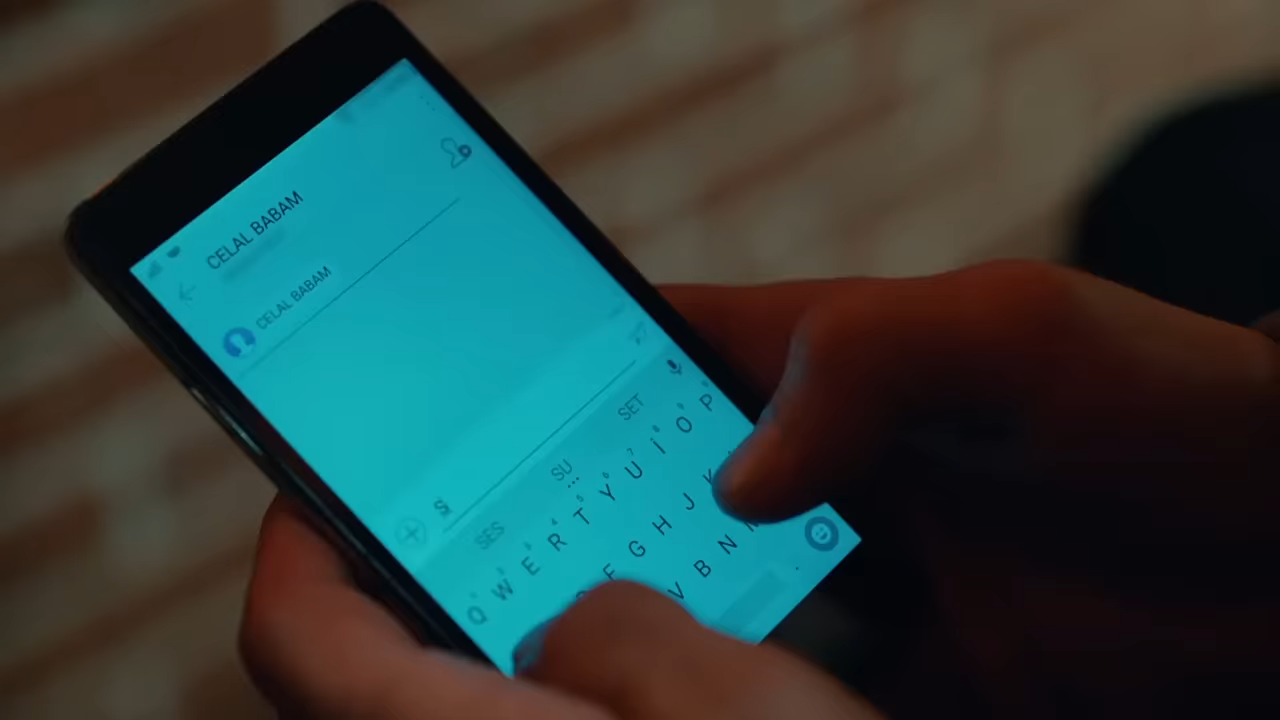 CELAL BABAM
CELAL BABAM
S
SES SU SET
Q W E R T Y U İ O P
F G H J K
V B N M